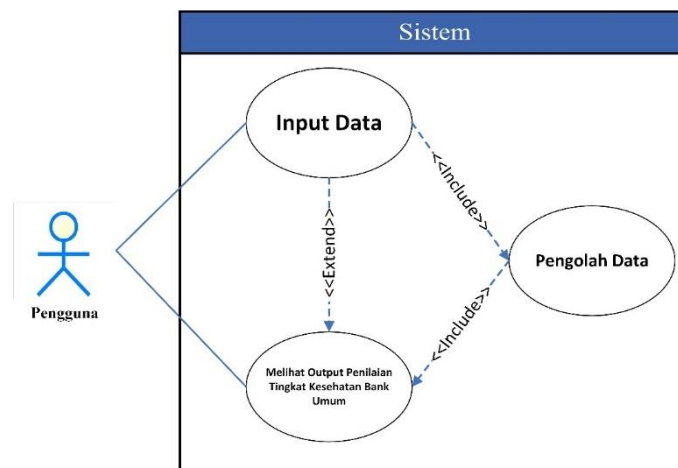 Sistem
Input Data
<<Include>>
<<Extend>>
Pengolah Data
Pengguna
<<Include>>
Melihat Output Penilaian
Tingkat Kesehatan Bank
Umum